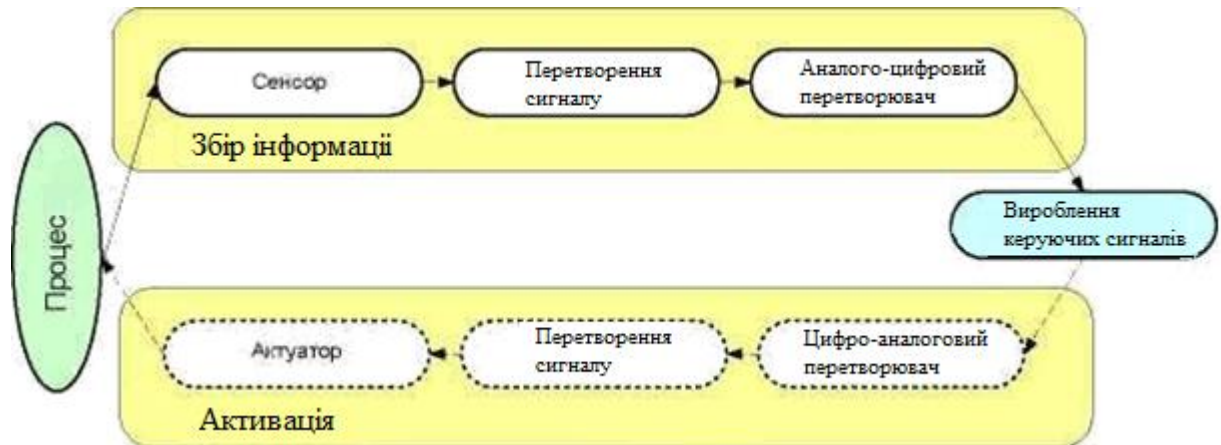 Сенсор
Перетворення
сигналу
Аналого-цифровий
перетворювач
Збір інформації
Процес
Вироблення
керуючих сигналів
Актуатор
Перетворення
сигналу
Цифро-аналоговий
перетворювач
Активація